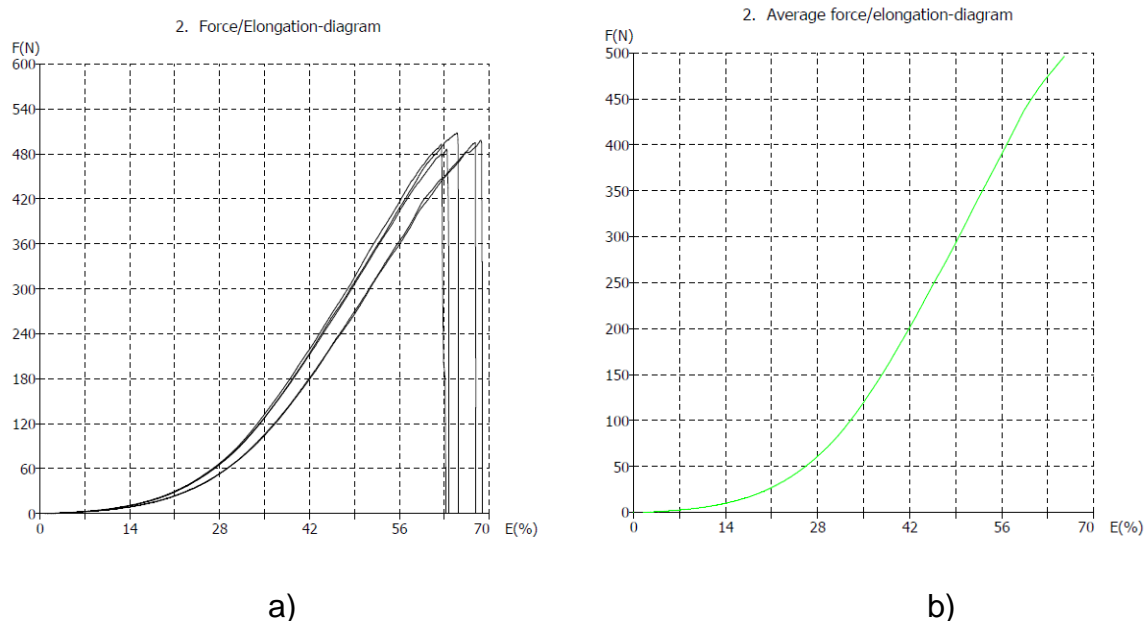 2. Force/Elongation-diagram
F(N)
600
540
480
420
360
300
240
180
120
60
0
0 14 28 42 56 70 E(%)
a)
2. Average force/elongation-diagram
F(N)
500
450
400
350
300
250
200
150
100
50
0
0 14 28 42 56 70 E(%)
b)